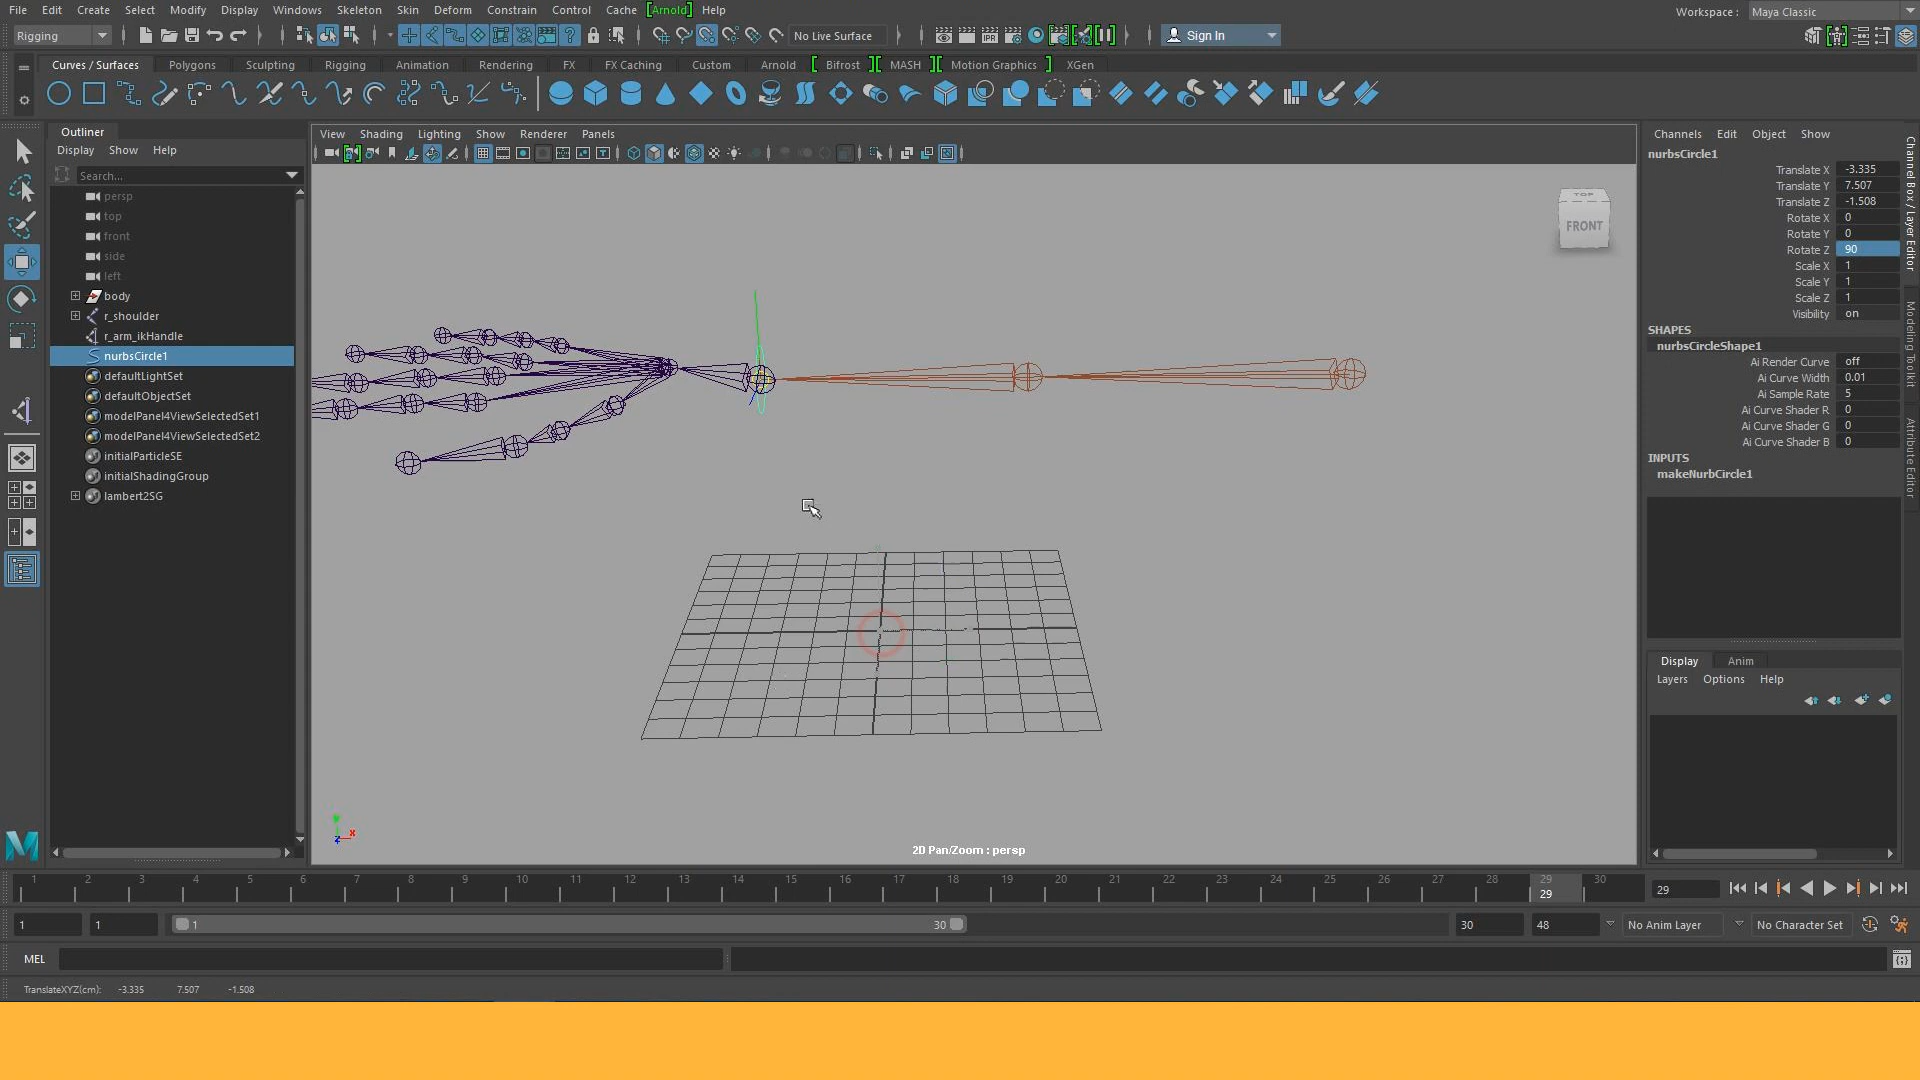 File Edit Create Select Modify Display Windows Skeleton Skin Deform Constrain Control Cache [Arnold] Help
Workspace : Maya Classic
Rigging
No Live Surface
Sign In
Curves / Surfaces Polygons Sculpting Rigging Animation Rendering FX FX Caching Custom Arnold Bifrost MASH Motion Graphics XGen
Outliner
Display Show Help
Search...
persp
top
front
side
left
body
r_shoulder
r_arm_ikHandle
nurbsCircle1
defaultLightSet
defaultObjectSet
modelPanel4ViewSelectedSet1
modelPanel4ViewSelectedSet2
initialParticleSE
initialShadingGroup
lambert2SG
View Shading Lighting Show Renderer Panels
TOP
FRONT
2D Pan/Zoom : persp
Channels Edit Object Show
nurbsCircle1
Translate X -3.335
Translate Y 7.507
Translate Z -1.508
Rotate X 0
Rotate Y 0
Rotate Z 90
Scale X 1
Scale Y 1
Scale Z 1
Visibility on
SHAPES
nurbsCircleShape1
Ai Render Curve off
Ai Curve Width 0.01
Ai Sample Rate 5
Ai Curve Shader R 0
Ai Curve Shader G 0
Ai Curve Shader B 0
INPUTS
makeNurbCircle1
Channel Box / Layer Editor
Modeling Toolkit
Attribute Editor
Display Anim
Layers Options Help
1 2 3 4 5 6 7 8 9 10 11 12 13 14 15 16 17 18 19 20 21 22 23 24 25 26 27 28 29 30
29
29
1 1 1 30 30 48 No Anim Layer No Character Set
MEL
TranslateXYZ(cm): -3.335 7.507 -1.508